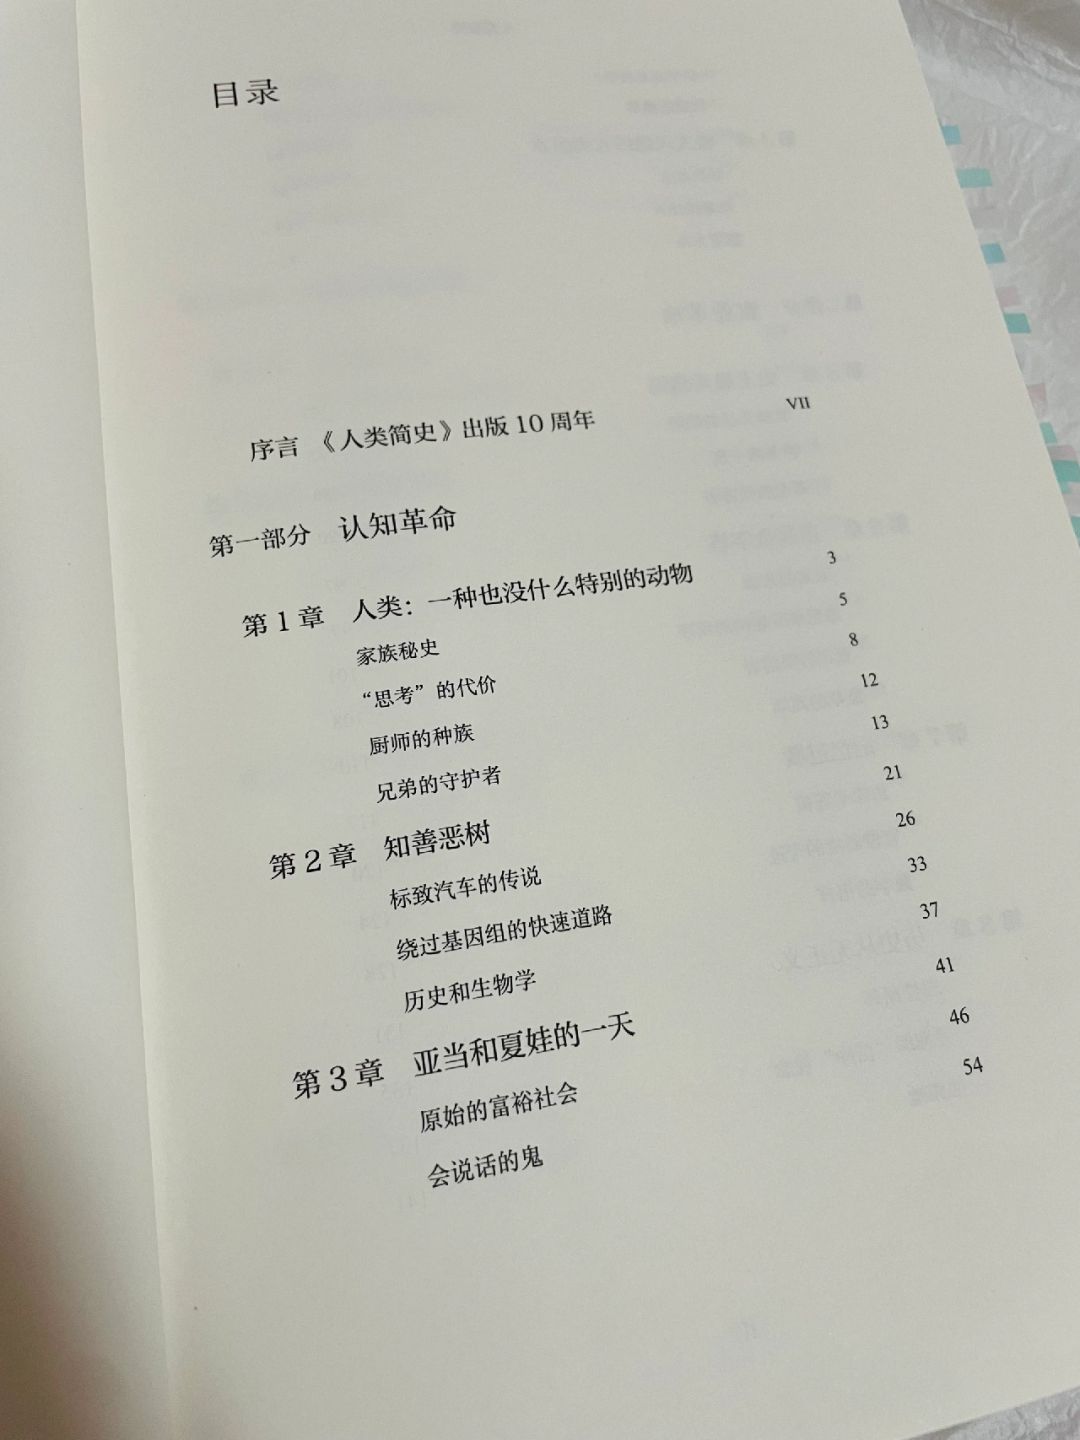 目录
序言 《人类简史》出版10周年 VII
第一部分 认知革命
第1章 人类：一种也没什么特别的动物 3
家族秘史 5
“思考”的代价 8
厨师的种族 12
兄弟的守护者 13
第2章 知善恶树 21
标致汽车的传说 26
绕过基因组的快速道路 33
历史和生物学 37
第3章 亚当和夏娃的一天 41
原始的富裕社会 46
会说话的鬼 54